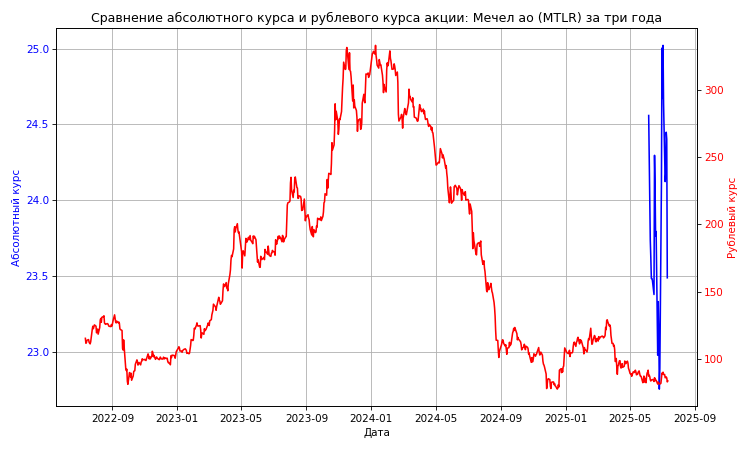 Сравнение абсолютного курса и рублевого курса акции: Мечел ао (MTLR) за три года
Абсолютный курс
25.0
24.5
24.0
23.5
23.0
300
250
200
150
100
Рублевый курс
2022-09 2023-01 2023-05 2023-09 2024-01 2024-05 2024-09 2025-01 2025-05 2025-09
Дата